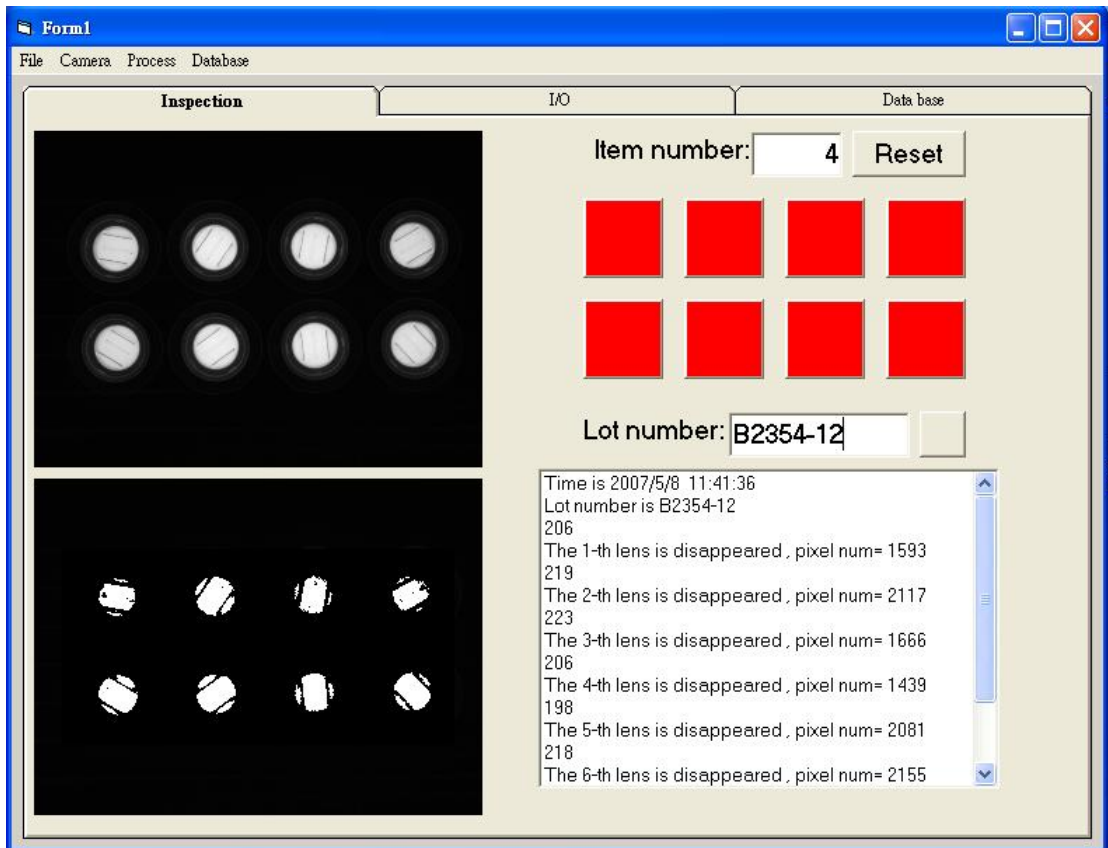 Form1
File Camera Process Database
Inspection I/O Data base
Item number: 4 Reset
Lot number: B2354-12
Time is 2007/5/8 11:41:36
Lot number is B2354-12
206
The 1-th lens is disappeared , pixel num= 1593
219
The 2-th lens is disappeared , pixel num= 2117
223
The 3-th lens is disappeared , pixel num= 1666
206
The 4-th lens is disappeared , pixel num= 1439
198
The 5-th lens is disappeared , pixel num= 2081
218
The 6-th lens is disappeared , pixel num= 2155